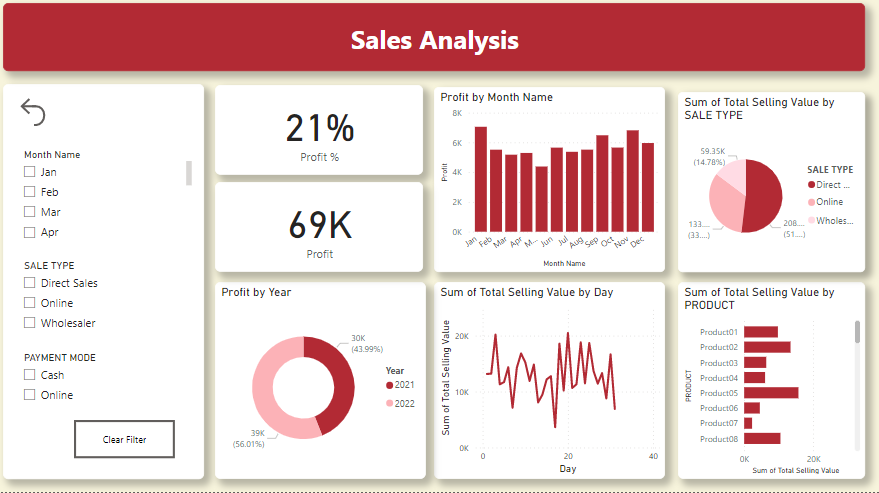 Sales Analysis
Month Name
Jan
Feb
Mar
Apr
SALE TYPE
Direct Sales
Online
Wholesaler
PAYMENT MODE
Cash
Online
Clear Filter
21%
Profit %
69K
Profit
Profit by Month Name
8K
6K
4K
2K
0K
Profit
Jan
Feb
Mar
Apr
M...
Jun
Jul
Aug
Sep
Oct
Nov
Dec
Month Name
Sum of Total Selling Value by
SALE TYPE
59.35K
(14.78%)
133....
(33....)
208....
(51....)
SALE TYPE
Direct ...
Online
Wholes...
Profit by Year
30K
(43.99%)
39K
(56.01%)
Year
2021
2022
Sum of Total Selling Value by Day
Sum of Total Selling Value
20K
10K
0K
0
20
40
Day
Sum of Total Selling Value by
PRODUCT
PRODUCT
Product01
Product02
Product03
Product04
Product05
Product06
Product07
Product08
0K
20K
Sum of Total Selling Value